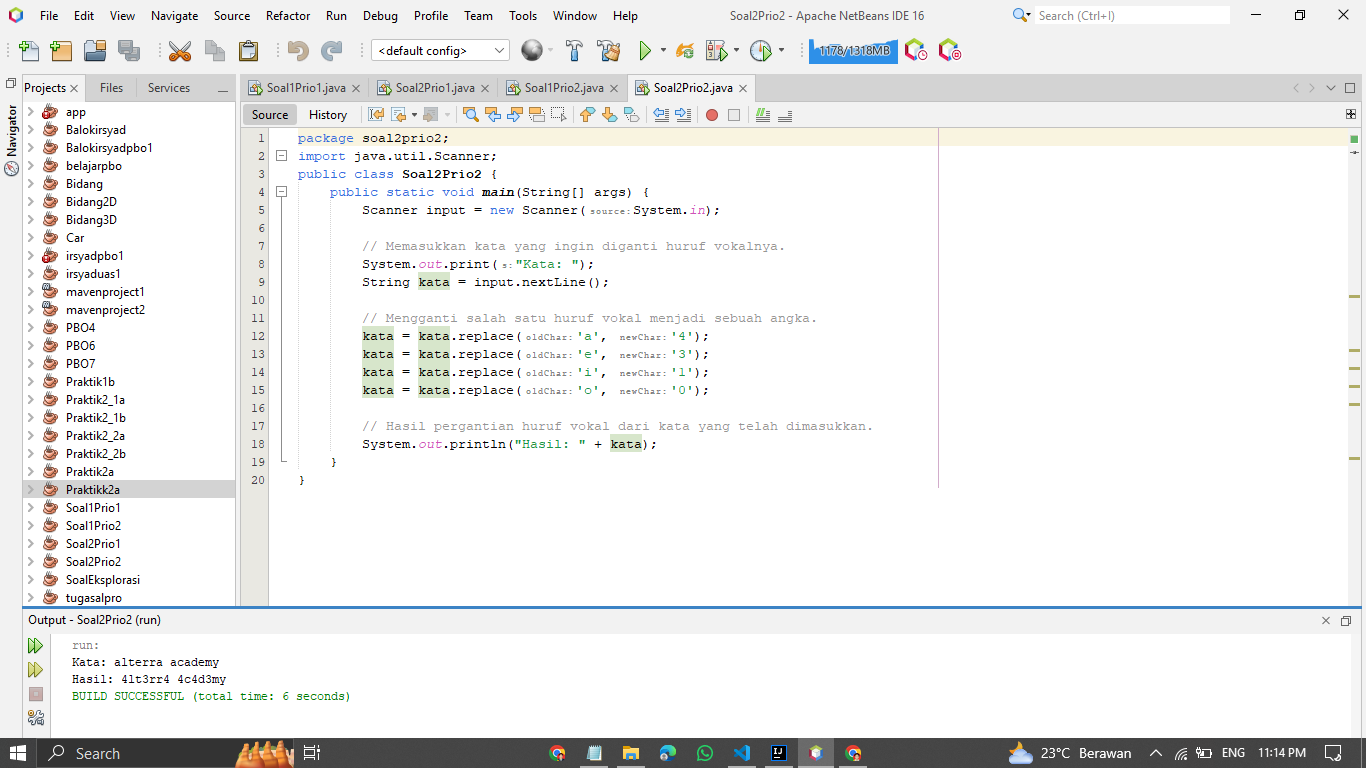 File Edit View Navigate Source Refactor Run Debug Profile Team Tools Window Help
Soal2Prio2 - Apache NetBeans IDE 16
Search (Ctrl+I)
<default config>
1178/1318MB
Projects Files Services
Navigator
Soal1Prio1.java Soal2Prio1.java Soal1Prio2.java Soal2Prio2.java
Source History
app
Balokirsyad
Balokirsyadpbo1
belajarpbo
Bidang
Bidang2D
Bidang3D
Car
irsyadpbo1
irsyaduas1
mavenproject1
mavenproject2
PBO4
PBO6
PBO7
Praktik1b
Praktik2_1a
Praktik2_1b
Praktik2_2a
Praktik2_2b
Praktik2a
Praktikk2a
Soal1Prio1
Soal1Prio2
Soal2Prio1
Soal2Prio2
SoalEksplorasi
tugasalpro
1 package soal2prio2;
2 import java.util.Scanner;
3 public class Soal2Prio2 {
4 public static void main(String[] args) {
5 Scanner input = new Scanner(source:System.in);
6
7 // Memasukkan kata yang ingin diganti huruf vokalnya.
8 System.out.print(s:"Kata: ");
9 String kata = input.nextLine();
10
11 // Mengganti salah satu huruf vokal menjadi sebuah angka.
12 kata = kata.replace(oldChar:'a', newChar:'4');
13 kata = kata.replace(oldChar:'e', newChar:'3');
14 kata = kata.replace(oldChar:'i', newChar:'1');
15 kata = kata.replace(oldChar:'o', newChar:'0');
16
17 // Hasil pergantian huruf vokal dari kata yang telah dimasukkan.
18 System.out.println("Hasil: " + kata);
19 }
20 }
Output - Soal2Prio2 (run)
run:
Kata: alterra academy
Hasil: 4lt3rr4 4c4d3my
BUILD SUCCESSFUL (total time: 6 seconds)
Search
23°C Berawan
ENG
11:14 PM